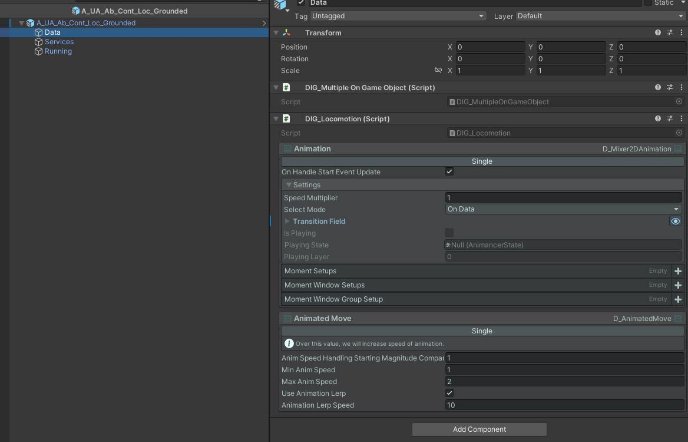 A_UA_Ab_Cont_Loc_Grounded
A_UA_Ab_Cont_Loc_Grounded
Data
Services
Running
Data
Static
Tag Untagged Layer Default
Transform
Position X 0 Y 0 Z 0
Rotation X 0 Y 0 Z 0
Scale X 1 Y 1 Z 1
DIG_Multiple On Game Object (Script)
Script DIG_MultipleOnGameObject
DIG_Locomotion (Script)
Script DIG_Locomotion
Animation D_Mixer2DAnimation
Single
On Handle Start Event Update
Settings
Speed Multiplier 1
Select Mode On Data
Transition Field
Is Playing
Playing State Null (AnimancerState)
Playing Layer 0
Moment Setups Empty
Moment Window Setups Empty
Moment Window Group Setup Empty
Animated Move D_AnimatedMove
Single
Over this value, we will increase speed of animation.
Anim Speed Handling Starting Magnitude Compar 1
Min Anim Speed 1
Max Anim Speed 2
Use Animation Lerp
Animation Lerp Speed 10
Add Component